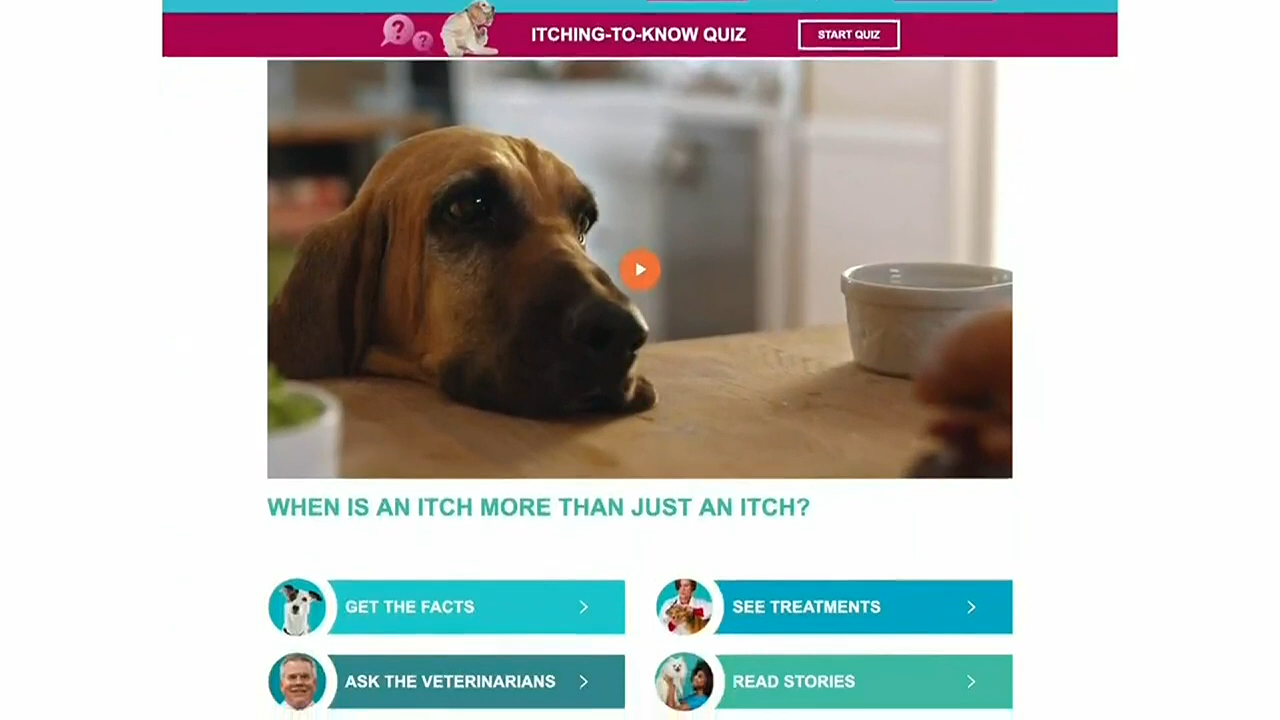 ITCHING-TO-KNOW QUIZ
START QUIZ
WHEN IS AN ITCH MORE THAN JUST AN ITCH?
GET THE FACTS
SEE TREATMENTS
ASK THE VETERINARIANS
READ STORIES